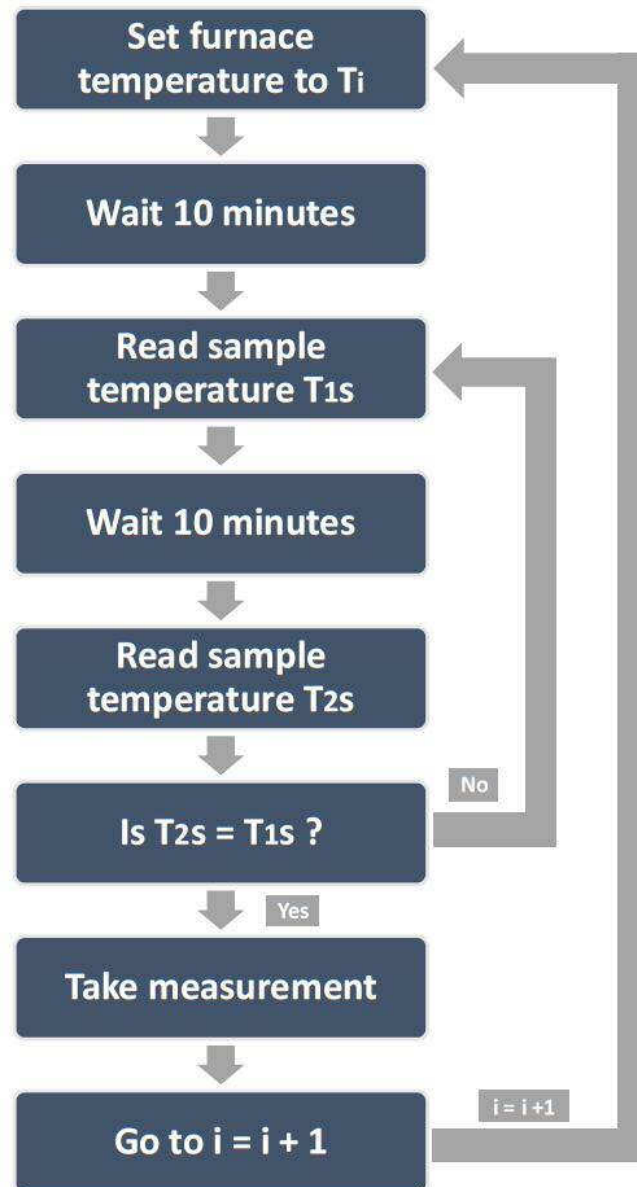 Set furnace
temperature to Ti
Wait 10 minutes
Read sample
temperature T1s
Wait 10 minutes
Read sample
temperature T2s
No
Is T2s = T1s ?
Yes
Take measurement
i = i +1
Go to i = i + 1